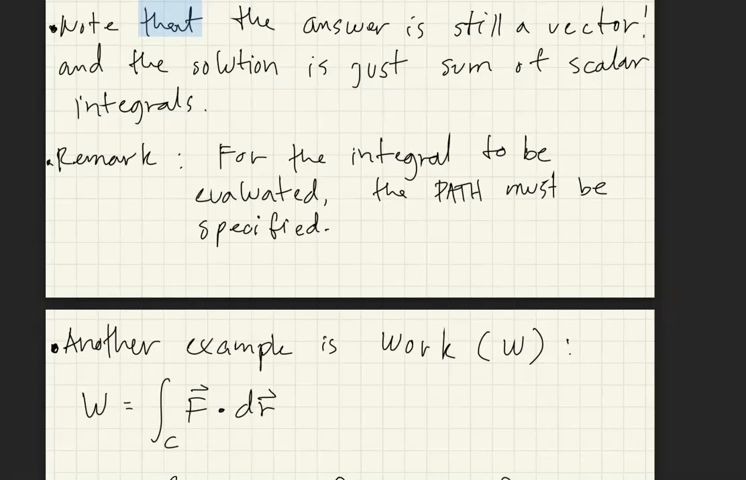 •Note that the answer is still a vector!
and the solution is just sum of scalar
integrals.
•Remark : For the integral to be
evaluated, the PATH must be
specified.
•Another example is Work (W) :
W = ∫_C F⃗ • dr⃗